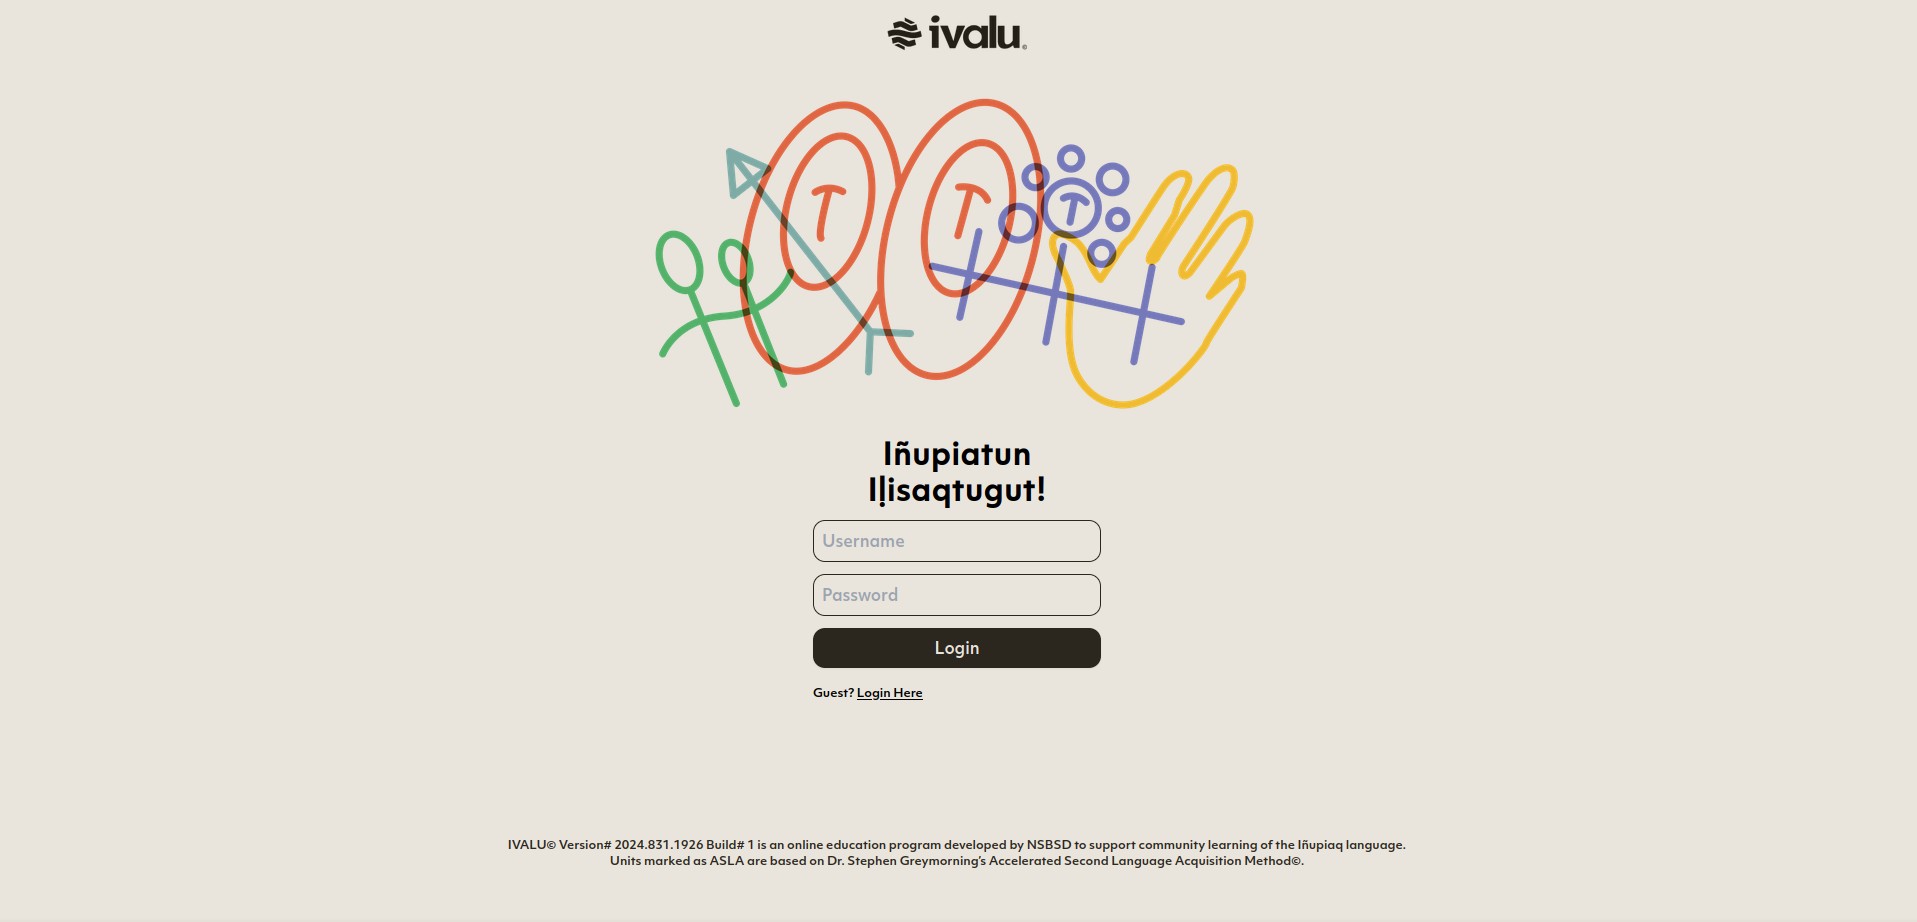 ivalu®
Iñupiatun
Iḷisaqtugut!
Username
Password
Login
Guest? Login Here
IVALU© Version# 2024.831.1926 Build# 1 is an online education program developed by NSBSD to support community learning of the Iñupiaq language.
Units marked as ASLA are based on Dr. Stephen Greymorning's Accelerated Second Language Acquisition Method©.